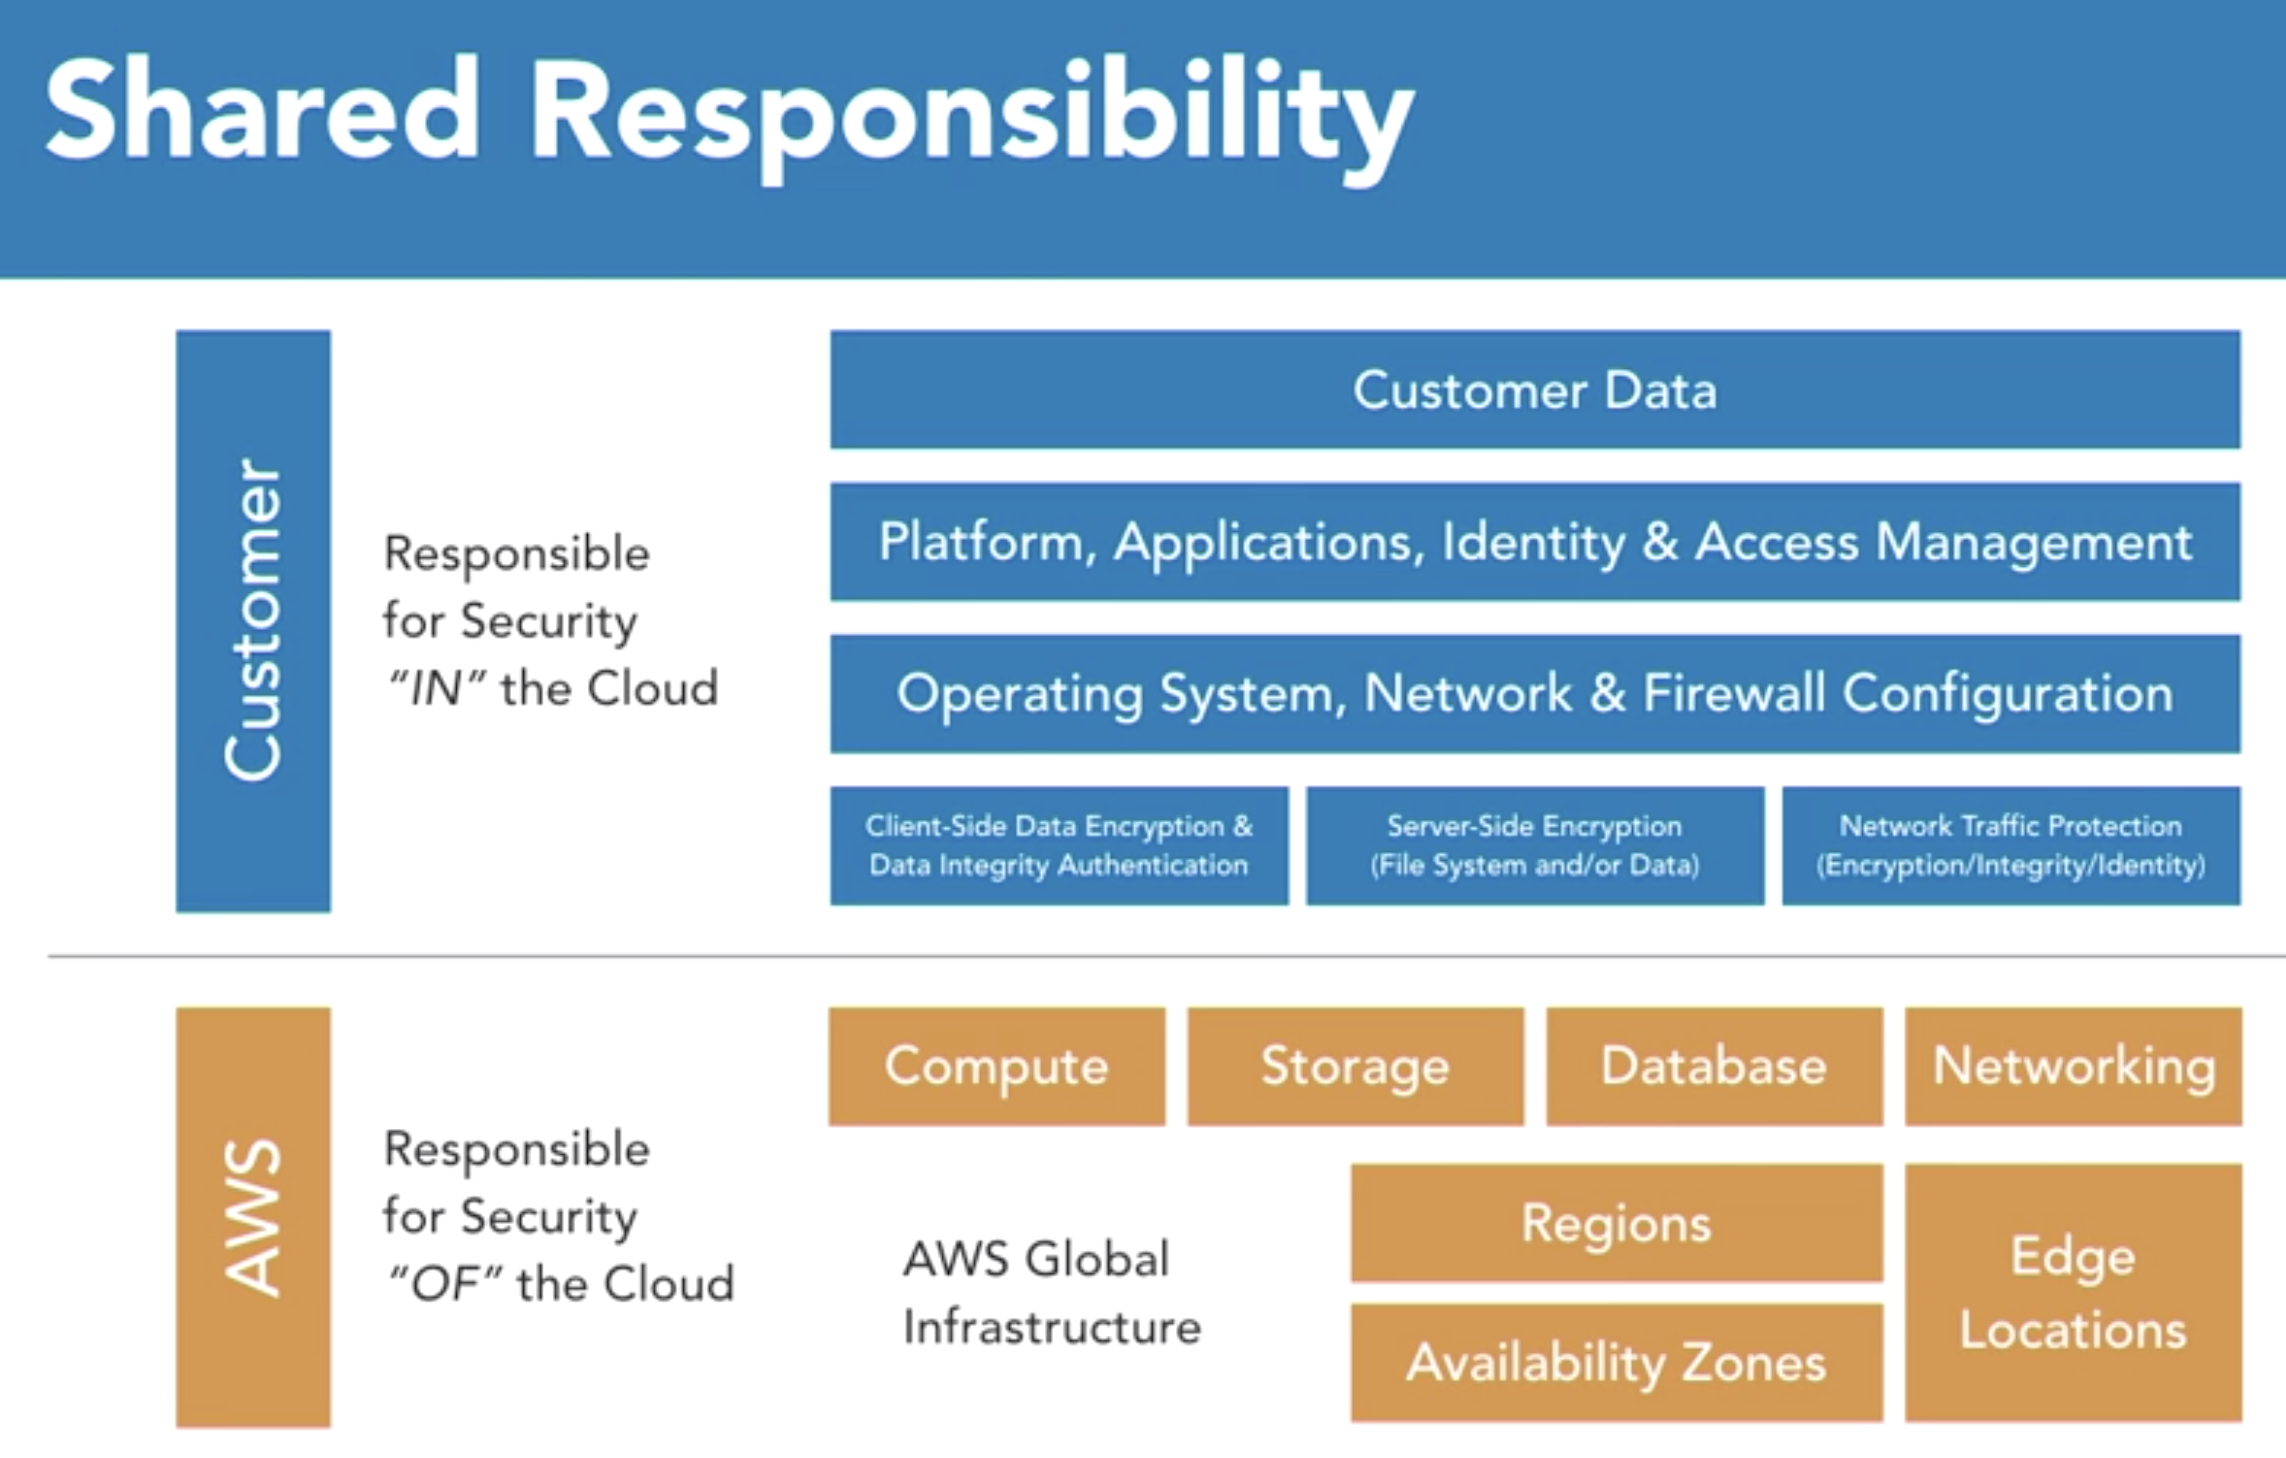 Shared Responsibility
Customer
Responsible
for Security
“IN” the Cloud
Customer Data
Platform, Applications, Identity & Access Management
Operating System, Network & Firewall Configuration
Client-Side Data Encryption &
Data Integrity Authentication
Server-Side Encryption
(File System and/or Data)
Network Traffic Protection
(Encryption/Integrity/Identity)
AWS
Responsible
for Security
“OF” the Cloud
Compute
Storage
Database
Networking
AWS Global
Infrastructure
Regions
Availability Zones
Edge
Locations